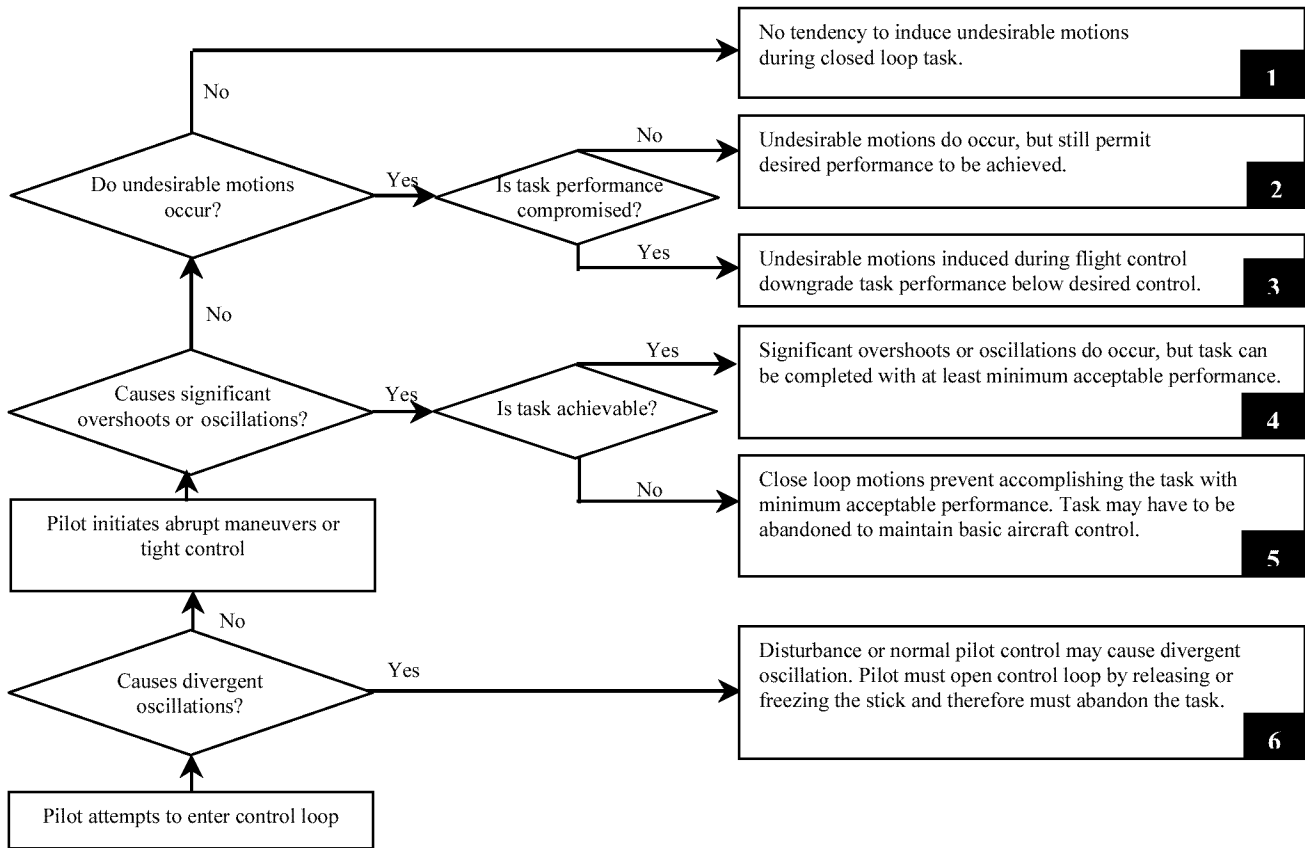 No tendency to induce undesirable motions
during closed loop task.
1
No
Do undesirable motions
occur?
Yes
Is task performance
compromised?
No
Undesirable motions do occur, but still permit
desired performance to be achieved.
2
Yes
Undesirable motions induced during flight control
downgrade task performance below desired control.
3
No
Causes significant
overshoots or oscillations?
Yes
Is task achievable?
Yes
Significant overshoots or oscillations do occur, but task can
be completed with at least minimum acceptable performance.
4
No
Close loop motions prevent accomplishing the task with
minimum acceptable performance. Task may have to be
abandoned to maintain basic aircraft control.
5
Pilot initiates abrupt maneuvers or
tight control
No
Causes divergent
oscillations?
Yes
Disturbance or normal pilot control may cause divergent
oscillation. Pilot must open control loop by releasing or
freezing the stick and therefore must abandon the task.
6
Pilot attempts to enter control loop